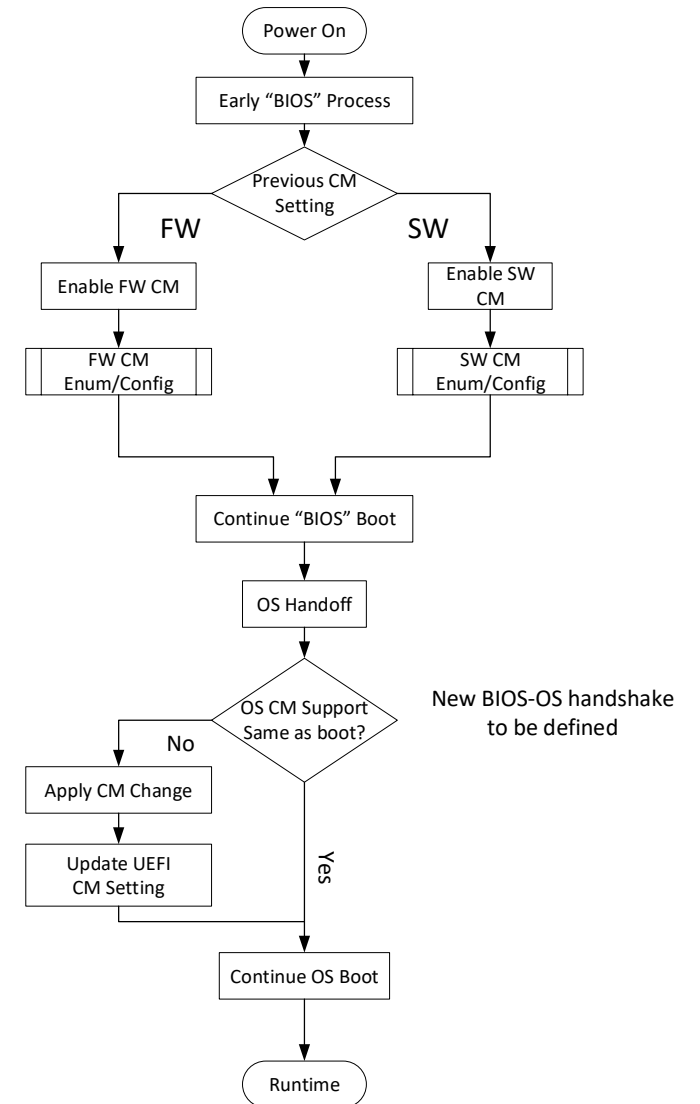 Power On
Early “BIOS” Process
Previous CM
Setting
FW
SW
Enable FW CM
Enable SW
CM
FW CM
Enum/Config
SW CM
Enum/Config
Continue “BIOS” Boot
OS Handoff
OS CM Support
Same as boot?
New BIOS-OS handshake
to be defined
No
Apply CM Change
Update UEFI
CM Setting
Yes
Continue OS Boot
Runtime